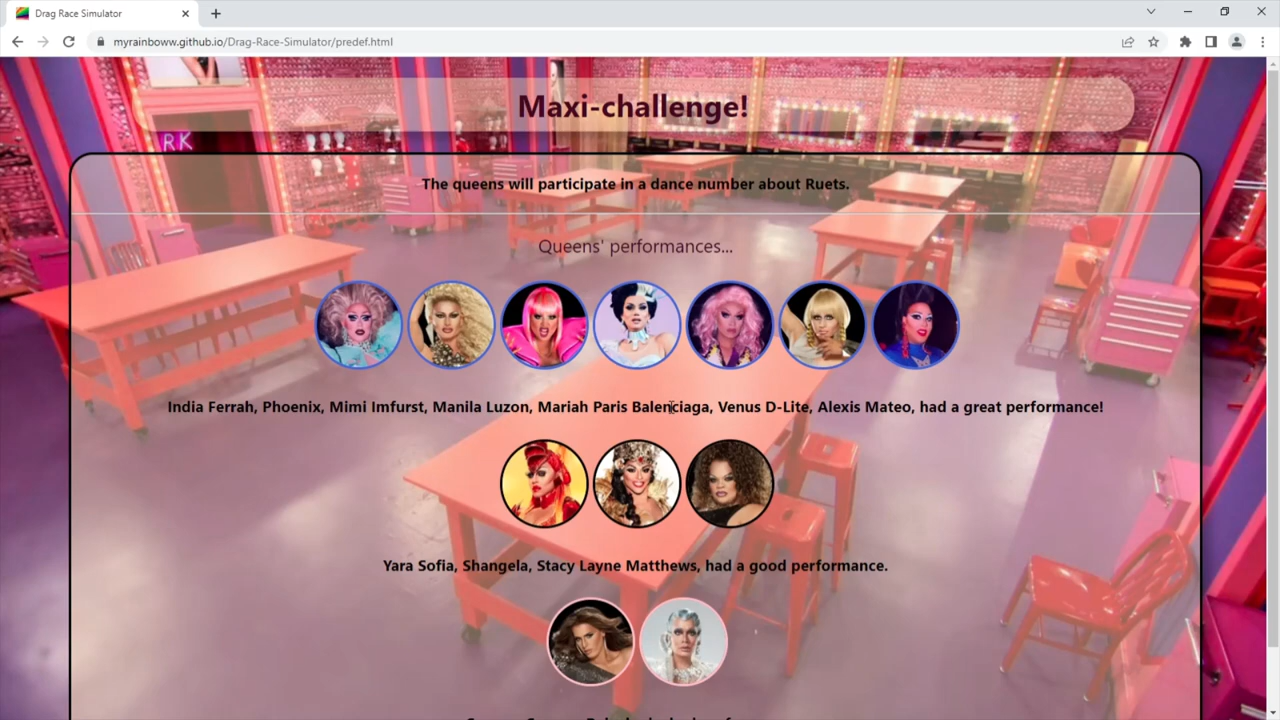 Drag Race Simulator
myrainboww.github.io/Drag-Race-Simulator/predef.html
RK
Maxi-challenge!
The queens will participate in a dance number about Ruets.
Queens' performances...
India Ferrah, Phoenix, Mimi Imfurst, Manila Luzon, Mariah Paris Balenciaga, Venus D-Lite, Alexis Mateo, had a great performance!
Yara Sofia, Shangela, Stacy Layne Matthews, had a good performance.